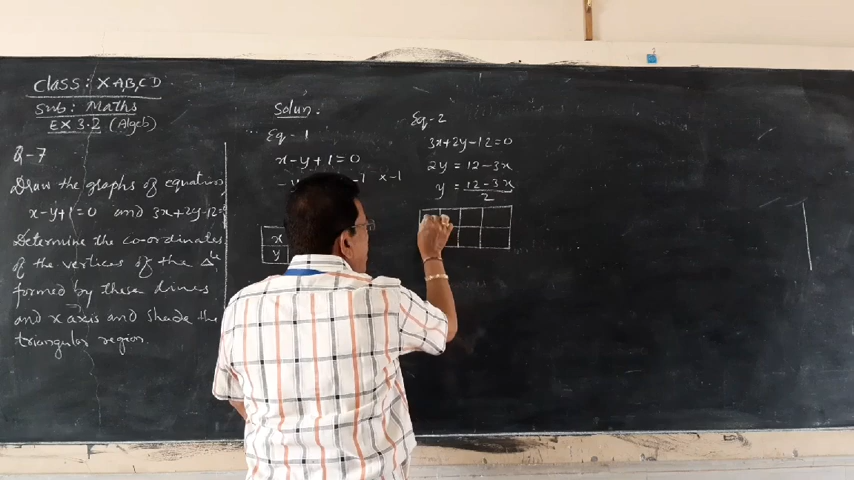 Class: X A,B,C,D
Sub: Maths
EX 3.2 (Algeb)
Q-7
Draw the graphs of equation
x-y+1=0 and 3x+2y-12=0
Determine the co-ordinates
of the vertices of the Δle
formed by these dines
and x axis and shade the
triangular region.
Solun.
Eq-1
x-y+1=0
x-1
x
y
Eq-2
3x+2y-12=0
2y = 12-3x
y = 12-3x
2